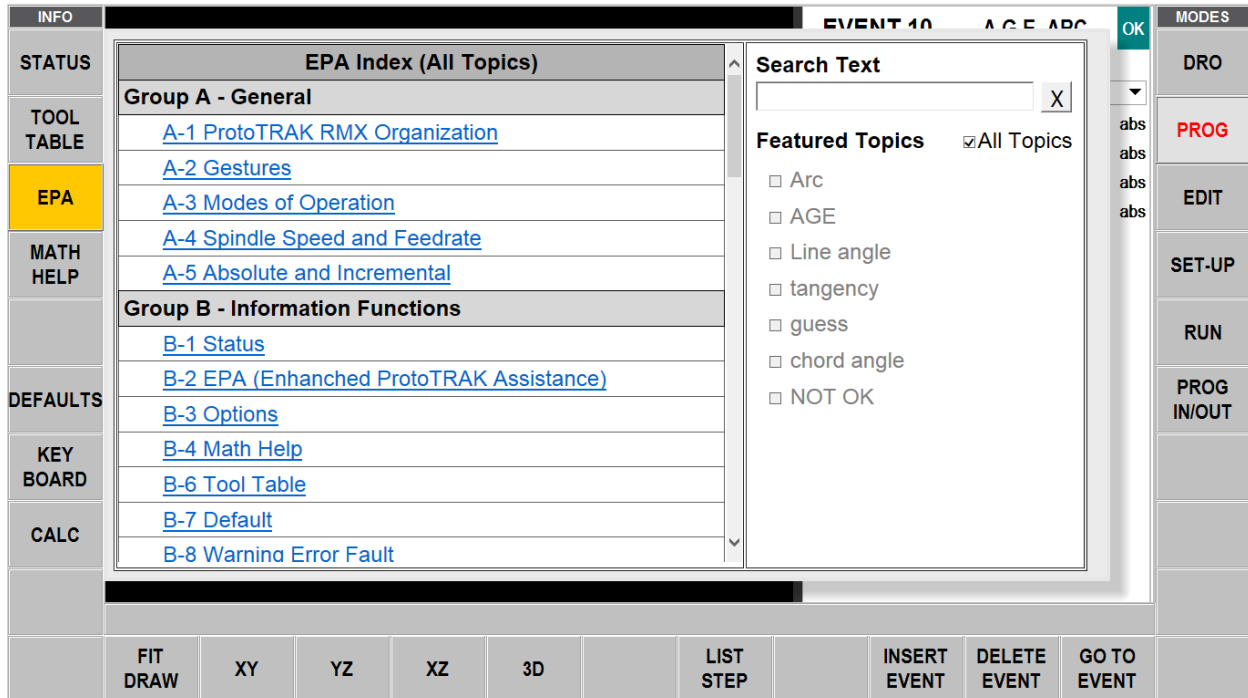 INFO
STATUS
TOOL
TABLE
EPA
MATH
HELP
DEFAULTS
KEY
BOARD
CALC
EPA Index (All Topics)
Group A - General
A-1 ProtoTRAK RMX Organization
A-2 Gestures
A-3 Modes of Operation
A-4 Spindle Speed and Feedrate
A-5 Absolute and Incremental
Group B - Information Functions
B-1 Status
B-2 EPA (Enhanched ProtoTRAK Assistance)
B-3 Options
B-4 Math Help
B-6 Tool Table
B-7 Default
B-8 Warning Error Fault
EVENT 10 A.G.E. ARC OK
Search Text
X
Featured Topics All Topics
Arc
AGE
Line angle
tangency
guess
chord angle
NOT OK
abs
abs
abs
abs
MODES
DRO
PROG
EDIT
SET-UP
RUN
PROG
IN/OUT
FIT
DRAW
XY
YZ
XZ
3D
LIST
STEP
INSERT
EVENT
DELETE
EVENT
GO TO
EVENT